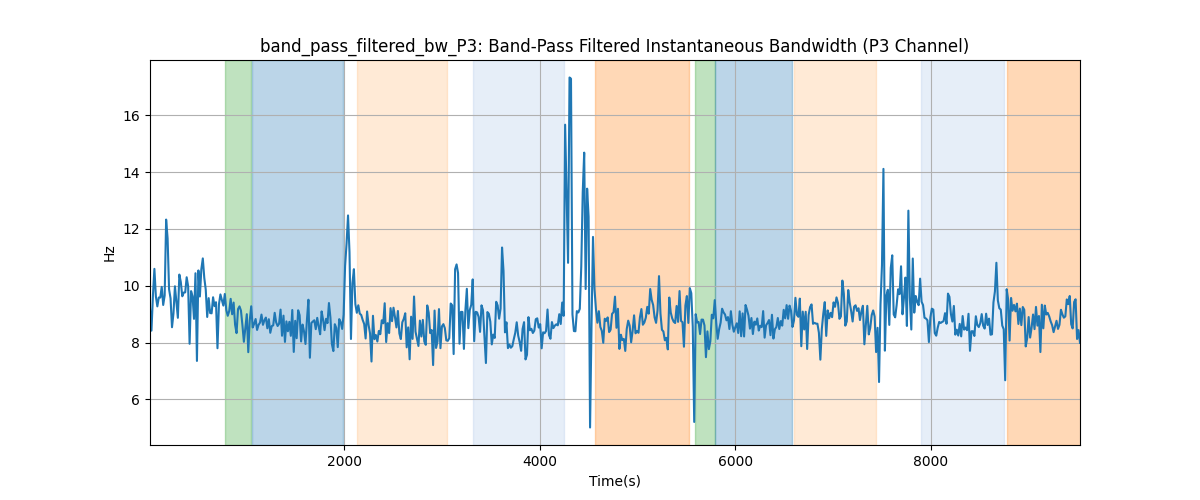 band_pass_filtered_bw_P3: Band-Pass Filtered Instantaneous Bandwidth (P3 Channel)
16
14
12
10
8
6
Hz
2000 4000 6000 8000
Time(s)